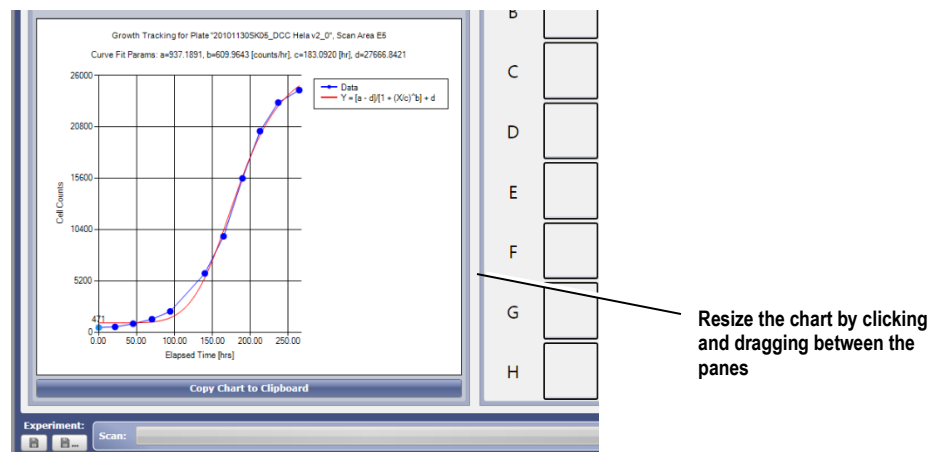 Growth Tracking for Plate"20101130SK05_DCC Hela v2_0", Scan Area E5
Curve Fit Params: a=937.1891, b=609.9643 [counts/hr], c=183.0920 [hr], d=27666.8421
26000
20800
15600
10400
5200
0
Cell Counts
471
0.00 50.00 100.00 150.00 200.00 250.00
Elapsed Time [hrs]
Data
Y = [a - d]/[1 + (X/c)^b] + d
Copy Chart to Clipboard
B
C
D
E
F
G
H
Resize the chart by clicking
and dragging between the
panes
Experiment:
Scan: